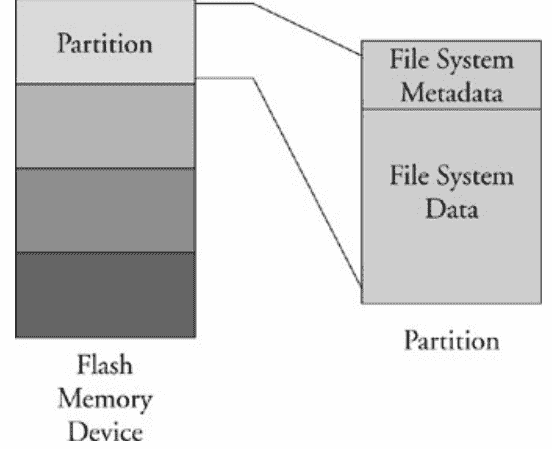 Partition
File System
Metadata
File System
Data
Partition
Flash
Memory
Device